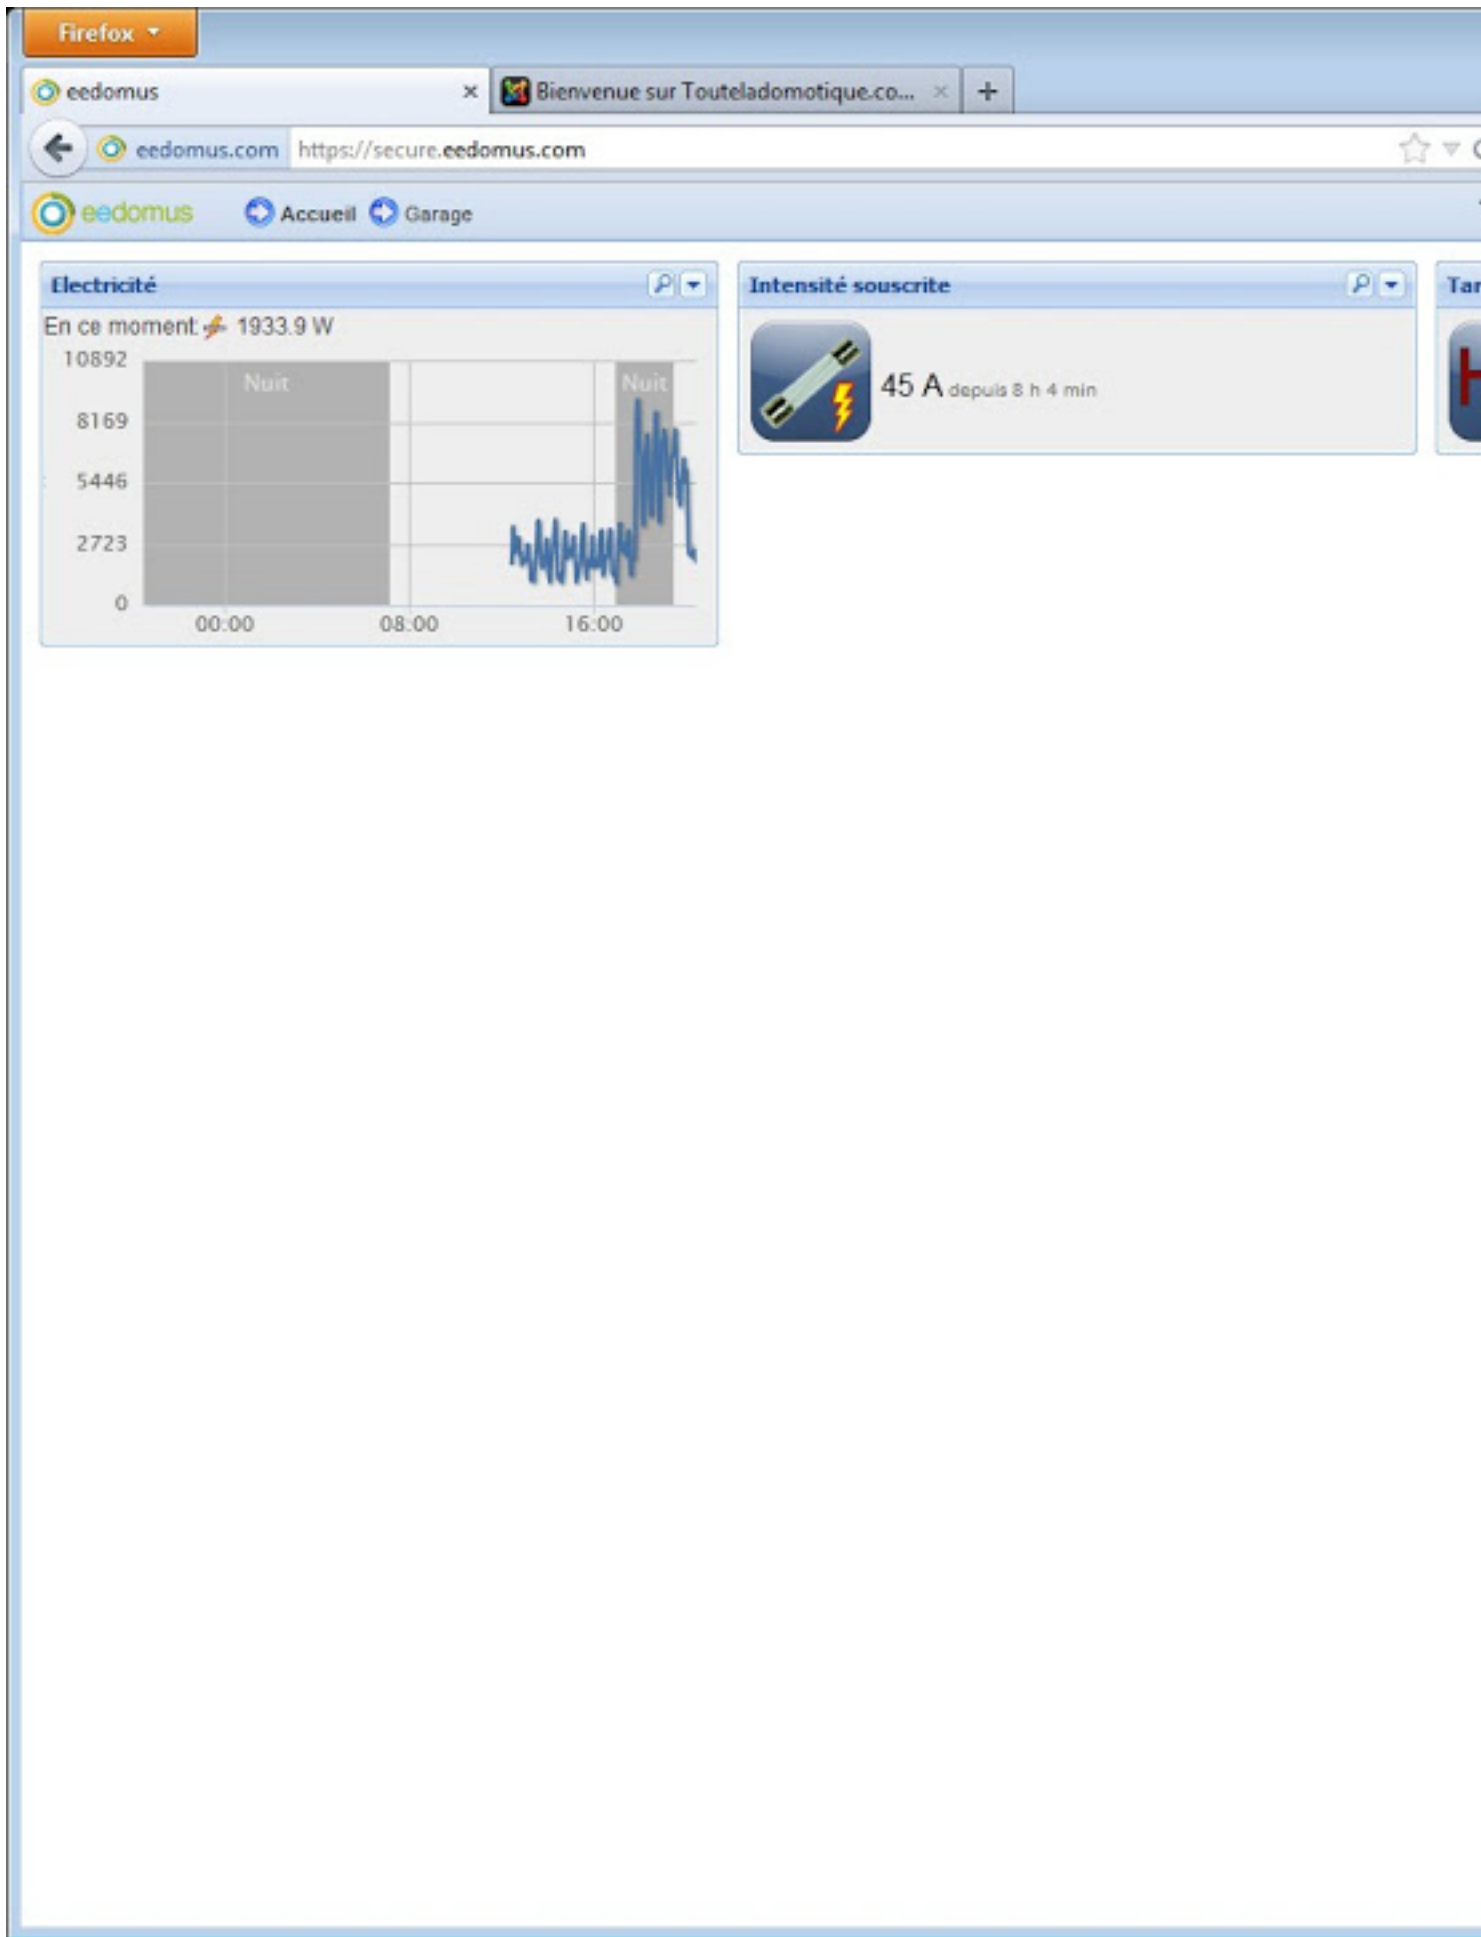 Firefox
eedomus
Bienvenue sur Touteladomotique.co...
eedomus.com https://secure.eedomus.com
eedomus Accueil Garage
Electricité
En ce moment: 1933.9 W
10892
8169
5446
2723
0
Nuit
Nuit
00:00 08:00 16:00
Intensité souscrite
45 A depuis 8 h 4 min
Tar
H